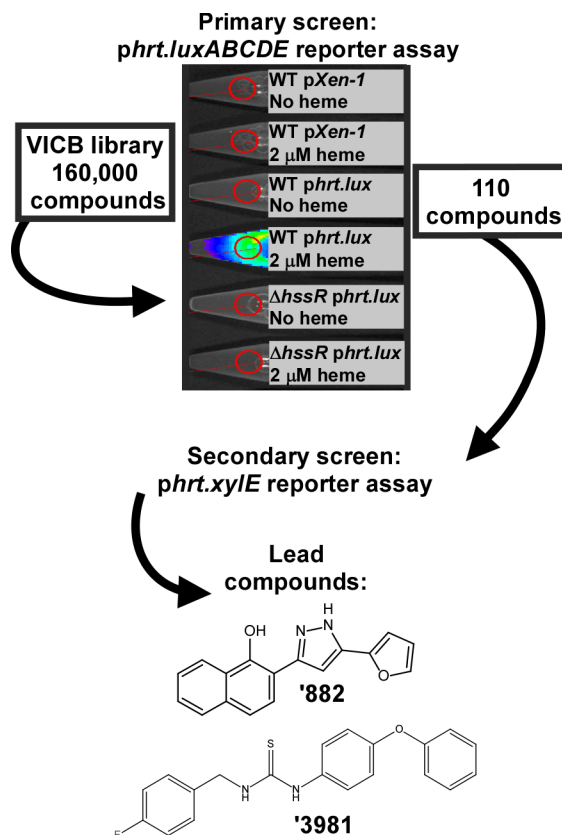 Primary screen:
phrt.luxABCDE reporter assay
WT pXen-1
No heme
WT pXen-1
2 μM heme
WT phrt.lux
No heme
WT phrt.lux
2 μM heme
ΔhssR phrt.lux
No heme
ΔhssR phrt.lux
2 μM heme
VICB library
160,000
compounds
110
compounds
Secondary screen:
phrt.xylE reporter assay
Lead
compounds:
H
N
N
OH
O
'882
S
O
N
H
N
H
F
'3981